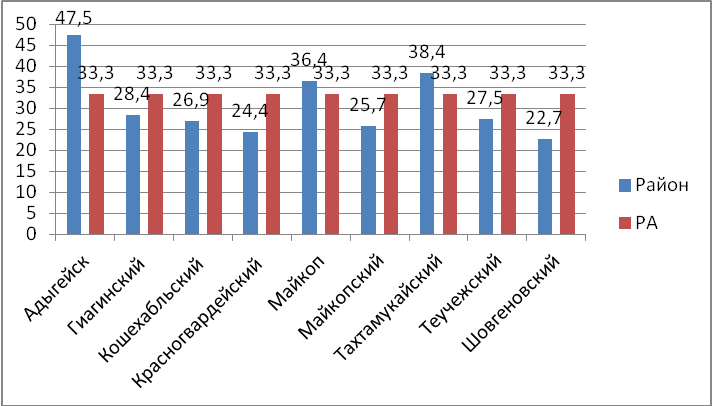 50
45
40
35
30
25
20
15
10
5
0
47,5
33,3
28,4
33,3
26,9
33,3
24,4
33,3
36,4
33,3
25,7
33,3
38,4
33,3
27,5
33,3
22,7
33,3
Адыгейск
Гиагинский
Кошехабльский
Красногвардейский
Майкоп
Майкопский
Тахтамукайский
Теучежский
Шовгеновский
Район
РА